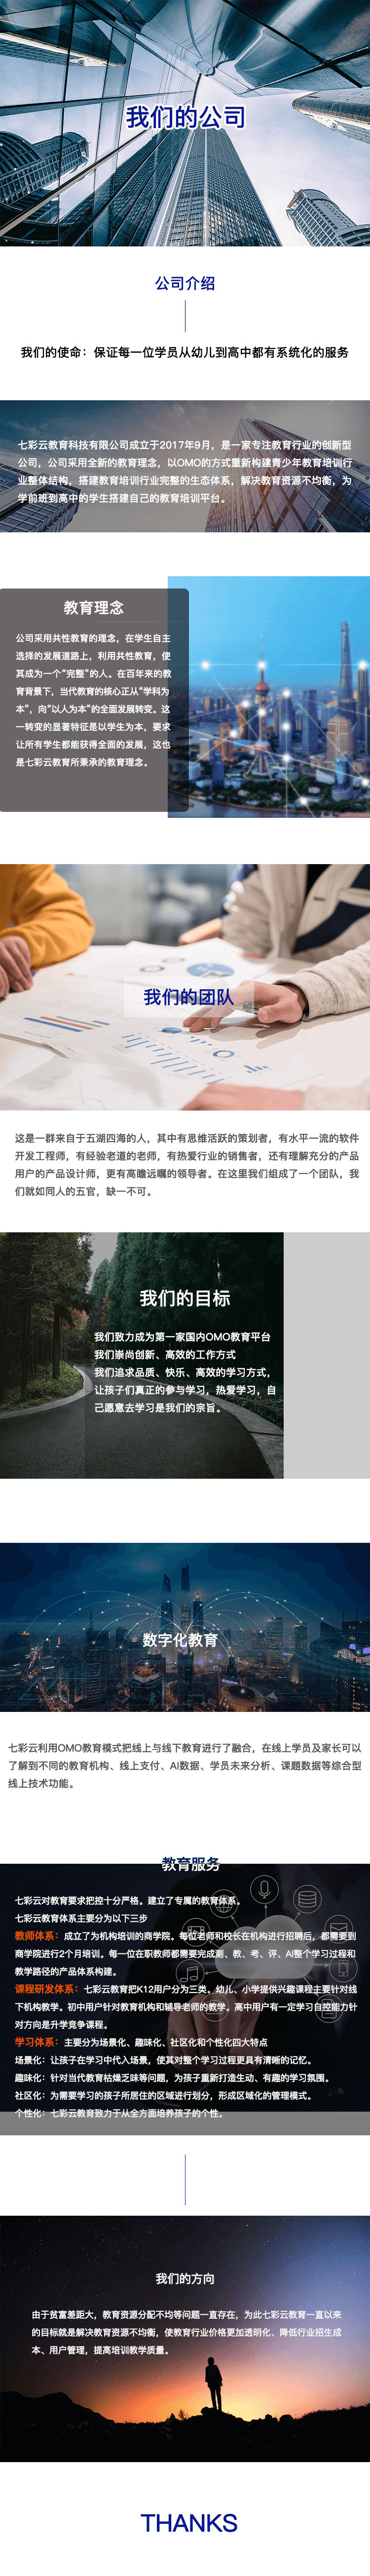 我们的公司
公司介绍
我们的使命：保证每一位学员从幼儿到高中都有系统化的服务
七彩云教育科技有限公司成立于2017年9月，是一家专注教育行业的创新型
公司，公司采用全新的教育理念，以OMO的方式重新构建青少年教育培训行
业整体结构，搭建教育培训行业完整的生态体系，解决教育资源不均衡，为
学前班到高中的学生搭建自己的教育培训平台。
教育理念
公司采用共性教育的理念，在学生自主
选择的发展道路上，利用共性教育，使
其成为一个“完整”的人。在百年来的教
育背景下，当代教育的核心正从“学科为
本”，向“以人为本”的全面发展转变。这
一转变的显著特征是以学生为本，要求
让所有学生都能获得全面的发展，这也
是七彩云教育所秉承的教育理念。
我们的团队
这是一群来自于五湖四海的人，其中有思维活跃的策划者，有水平一流的软件
开发工程师，有经验老道的老师，有热爱行业的销售者，还有理解充分的产品
用户的产品设计师，更有高瞻远瞩的领导者。在这里我们组成了一个团队，我
们就如同人的五官，缺一不可。
我们的目标
我们致力成为第一家国内OMO教育平台
我们崇尚创新、高效的工作方式
我们追求品质、快乐、高效的学习方式，
让孩子们真正的参与学习，热爱学习，自
己愿意去学习是我们的宗旨。
数字化教育
七彩云利用OMO教育模式把线上与线下教育进行了融合，在线上学员及家长可以
了解到不同的教育机构、线上支付、AI数据、学员未来分析、课题数据等综合型
线上技术功能。
教育服务
七彩云对教育要求把控十分严格。建立了专属的教育体系。
七彩云教育体系主要分为以下三步
教师体系：成立了为机构培训的商学院。每位老师和校长在机构进行招聘后，都需要到
商学院进行2个月培训。每一位在职教师都需要完成测、教、考、评、AI整个学习过程和
教学路径的产品体系构建。
课程研发体系：七彩云教育把K12用户分为三类。幼儿、小学提供兴趣课程主要针对线
下机构教学。初中用户针对教育机构和辅导老师的教学。高中用户有一定学习自控能力针
对方向是升学竞争课程。
学习体系：主要分为场景化、趣味化、社区化和个性化四大特点
场景化：让孩子在学习中代入场景，使其对整个学习过程更具有清晰的记忆。
趣味化：针对当代教育枯燥乏味等问题，为孩子重新打造生动、有趣的学习氛围。
社区化：为需要学习的孩子所居住的区域进行划分，形成区域化的管理模式。
个性化：七彩云教育致力于从全方面培养孩子的个性。
我们的方向
由于贫富差距大，教育资源分配不均等问题一直存在，为此七彩云教育一直以来
的目标就是解决教育资源不均衡，使教育行业价格更加透明化、降低行业招生成
本、用户管理，提高培训教学质量。
THANKS